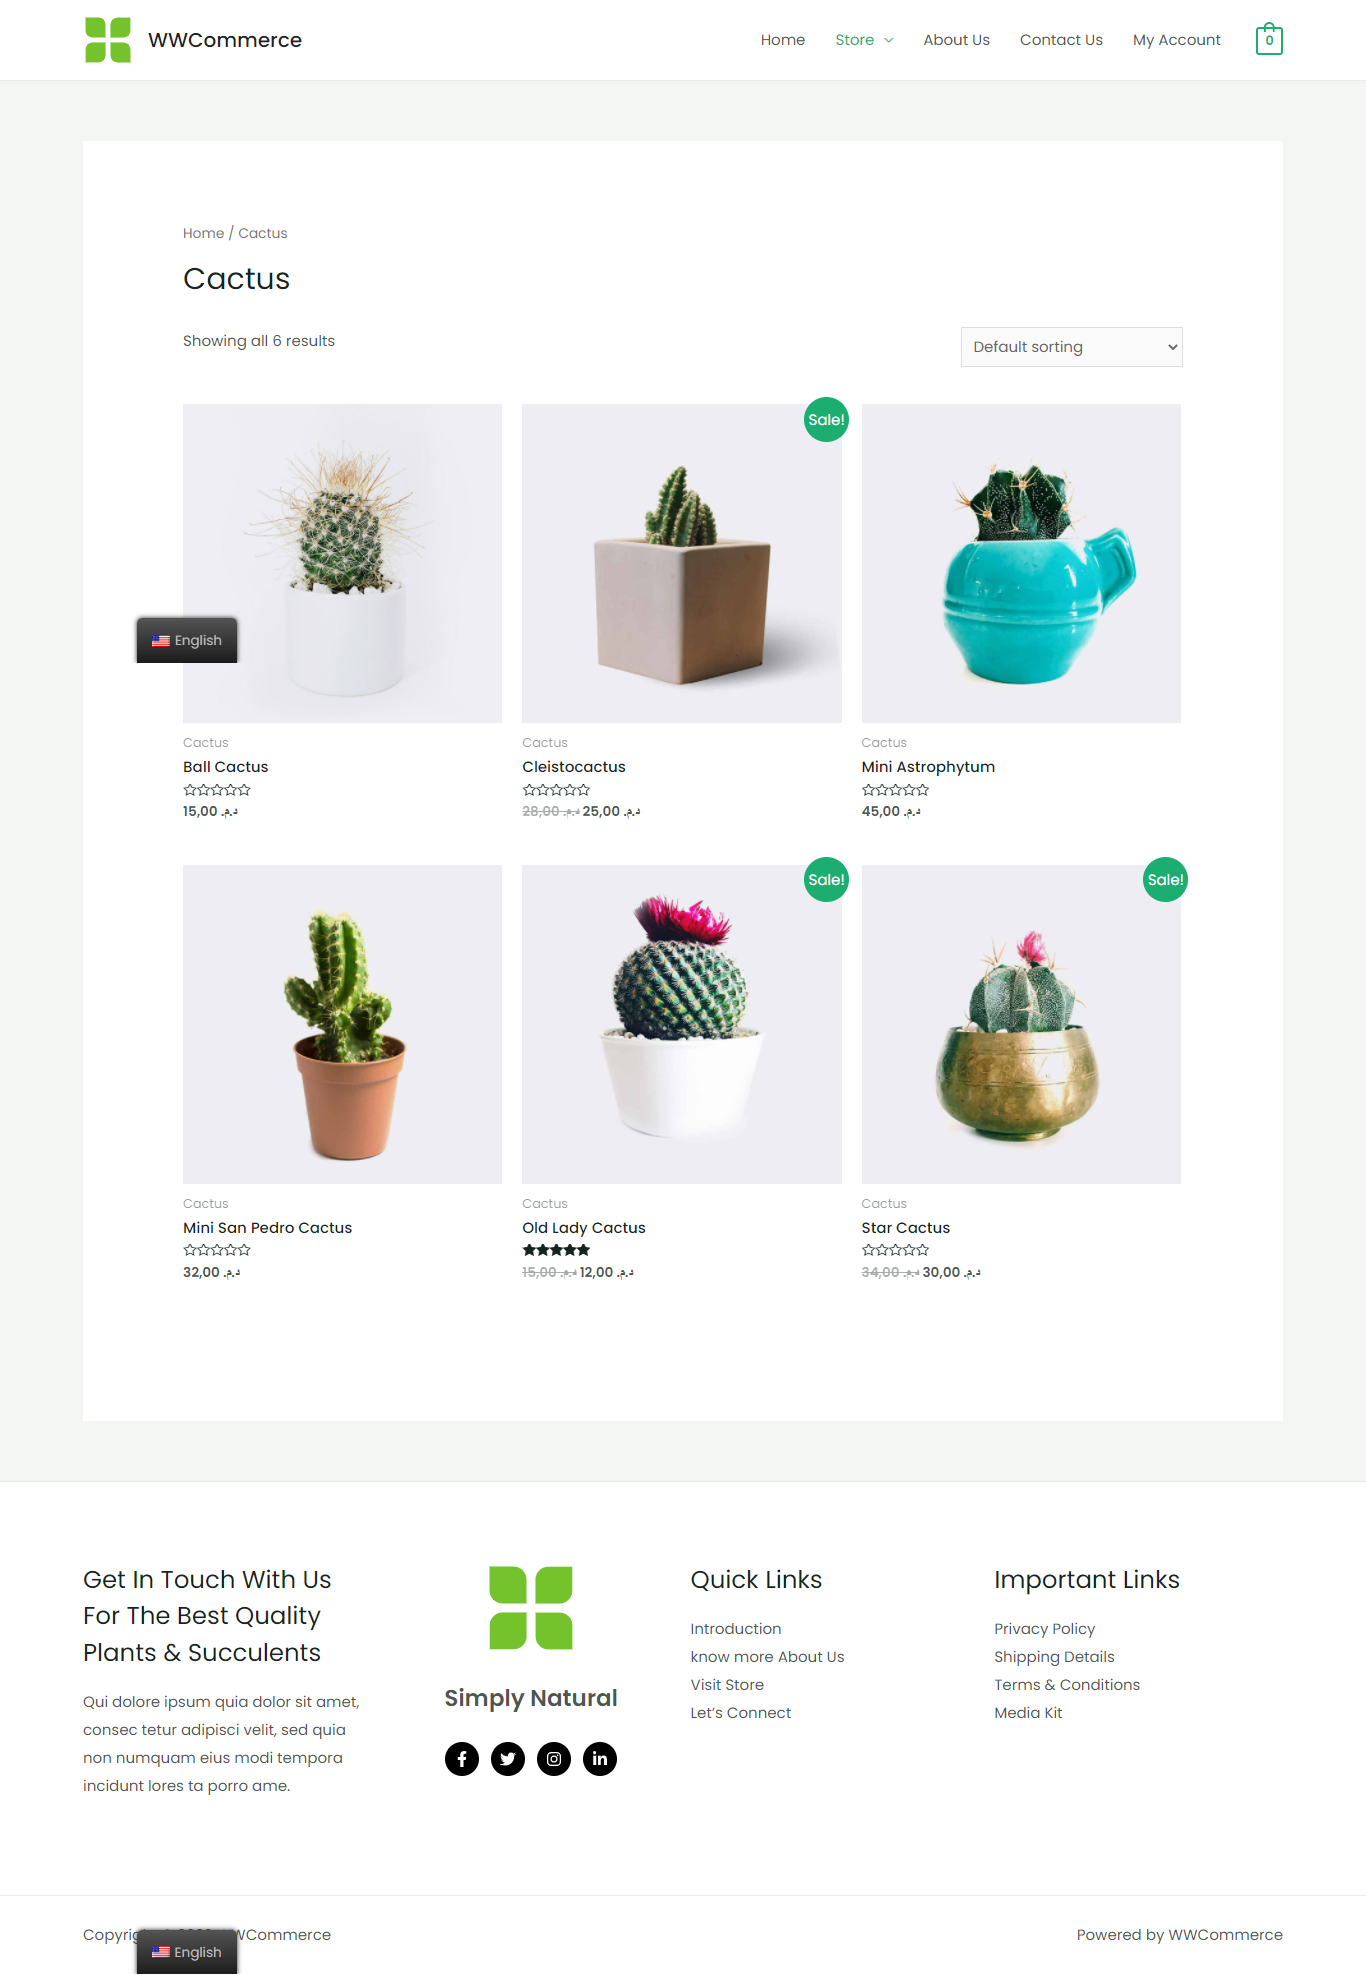 WWCommerce
Home Store About Us Contact Us My Account 0
Home / Cactus
Cactus
Showing all 6 results
Default sorting
Sale!
English
Cactus
Ball Cactus
15,00 د.م.
Cactus
Cleistocactus
28,00 د.م. 25,00 د.م.
Cactus
Mini Astrophytum
45,00 د.م.
Sale!
Sale!
Cactus
Mini San Pedro Cactus
32,00 د.م.
Cactus
Old Lady Cactus
15,00 د.م. 12,00 د.م.
Cactus
Star Cactus
34,00 د.م. 30,00 د.م.
Get In Touch With Us
For The Best Quality
Plants & Succulents
Qui dolore ipsum quia dolor sit amet,
consec tetur adipisci velit, sed quia
non numquam eius modi tempora
incidunt lores ta porro ame.
Simply Natural
Quick Links
Introduction
know more About Us
Visit Store
Let’s Connect
Important Links
Privacy Policy
Shipping Details
Terms & Conditions
Media Kit
WWCommerce
English
Powered by WWCommerce